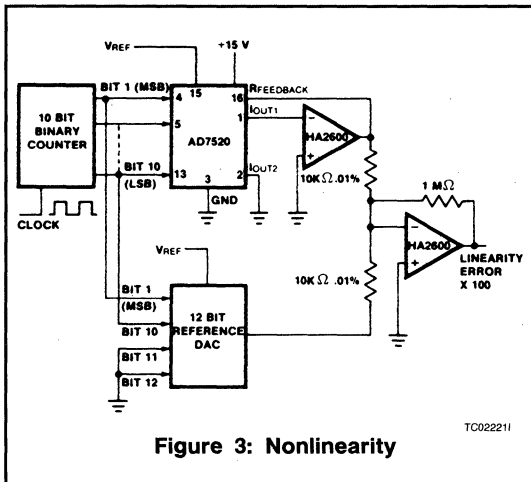 VREF
+15 V
BIT 1 (MSB)
4
15
16
RFEEDBACK
1
IOUT1
10 BIT
BINARY
COUNTER
5
AD7520
HA2600
BIT 10
(LSB)
13
3
2
IOUT2
GND
CLOCK
10KΩ .01%
1 MΩ
HA2600
LINEARITY
ERROR
X 100
VREF
10KΩ .01%
BIT 1
(MSB)
BIT 10
BIT 11
BIT 12
12 BIT
REFERENCE
DAC
TC02221I
Figure 3: Nonlinearity